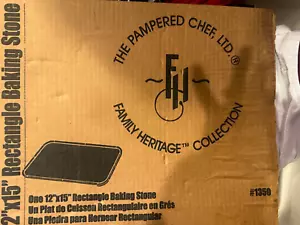 2"x15" Rectangle Baking Stone
THE PAMPERED CHEF, LTD.®
FH
FAMILY HERITAGE™ COLLECTION
One 12"x15" Rectangle Baking Stone
Un Plat de Cuisson Rectangulaire en Grés
Una Piedra para Hornear Rectangular
#1350